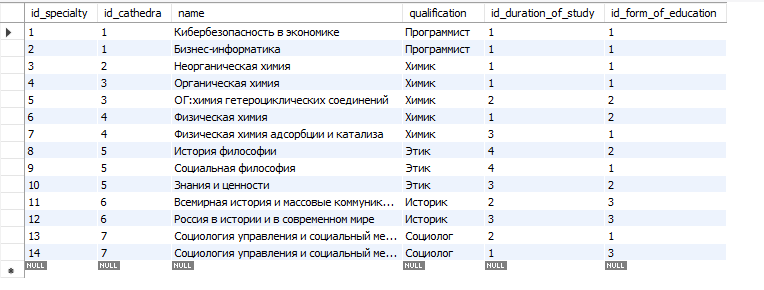 id_specialty id_cathedra name qualification id_duration_of_study id_form_of_education
1 1 Кибербезопасность в экономике Программист 1 1
2 1 Бизнес-информатика Программист 1 1
3 2 Неорганическая химия Химик 1 1
4 3 Органическая химия Химик 1 1
5 3 ОГ:химия гетероциклических соединений Химик 2 2
6 4 Физическая химия Химик 1 2
7 4 Физическая химия адсорбции и катализа Химик 3 1
8 5 История философии Этик 4 2
9 5 Социальная философия Этик 4 1
10 5 Знания и ценности Этик 3 2
11 6 Всемирная история и массовые коммуник... Историк 2 3
12 6 Россия в истории и в современном мире Историк 3 3
13 7 Социология управления и социальный ме... Социолог 2 1
14 7 Социология управления и социальный ме... Социолог 1 3
NULL NULL NULL NULL NULL NULL